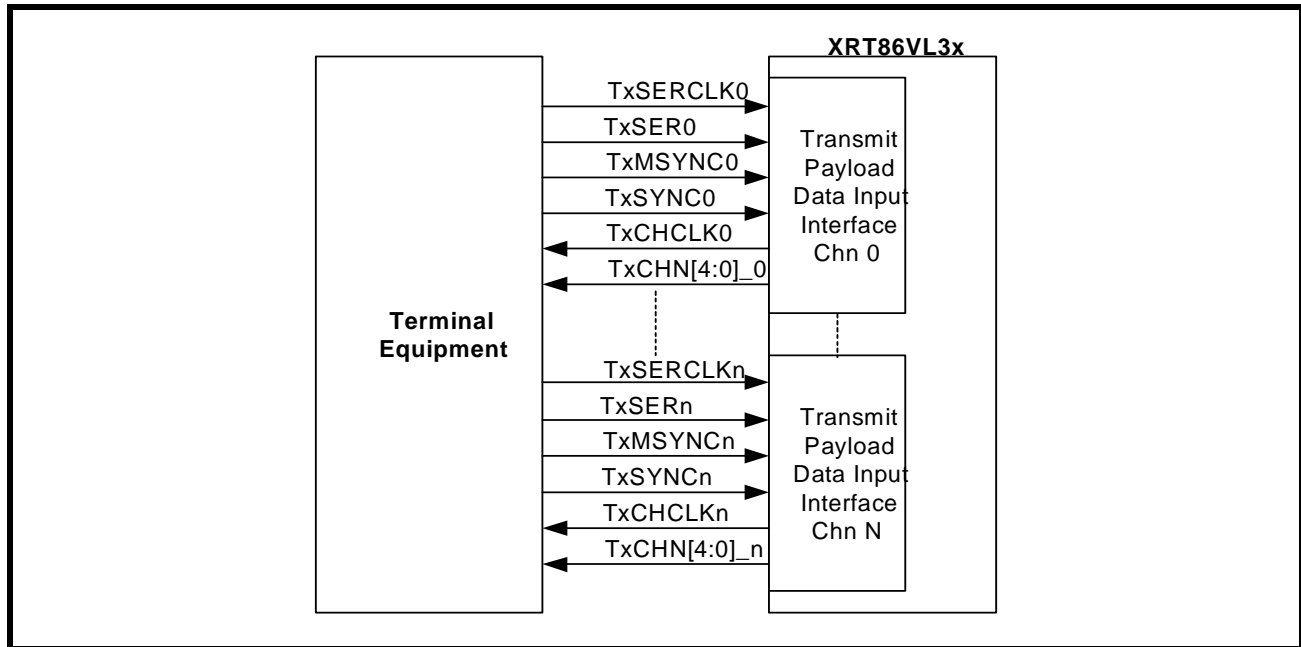 XRT86VL3x
TxSERCLK0
TxSER0
TxMSYNC0
TxSYNC0
TxCHCLK0
TxCHN[4:0]_0
Transmit
Payload
Data Input
Interface
Chn 0
Terminal
Equipment
TxSERCLKn
TxSERn
TxMSYNCn
TxSYNCn
TxCHCLKn
TxCHN[4:0]_n
Transmit
Payload
Data Input
Interface
Chn N